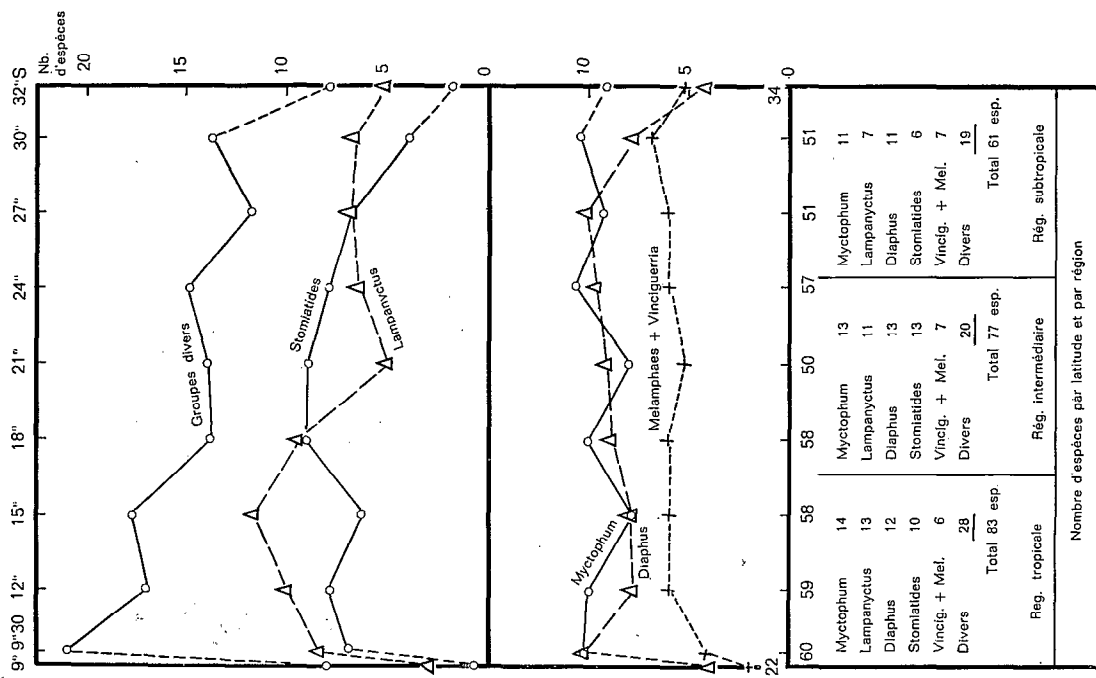 Nb.
d'espèces
9° 9°30 12° 15° 18° 21° 24° 27° 30° 32°S
20
15
10
5
0
Groupes divers
Stomiatides
Lampanyctus
10
5
0
Myctophum
Diaphus
Melamphaes + Vinciguerria
22 60 59 58 58 50 57 51 51 34
Myctophum 14
Lampanyctus 13
Diaphus 12
Stomiatides 10
Vincig. + Mel. 6
Divers 28
Total 83 esp.
Reg. tropicale
Myctophum 13
Lampanyctus 11
Diaphus 13
Stomiatides 13
Vincig. + Mel. 7
Divers 20
Total 77 esp.
Rég. intermédiaire
Myctophum 11
Lampanyctus 7
Diaphus 11
Stomiatides 6
Vincig. + Mel. 7
Divers 19
Total 61 esp.
Rég. subtropicale
Nombre d'espèces par latitude et par région